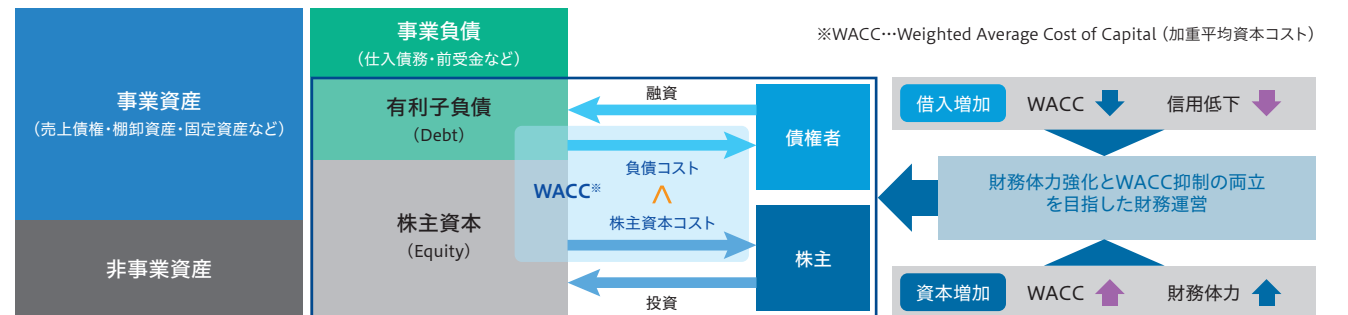 事業資産
（売上債権・棚卸資産・固定資産など）
非事業資産
事業負債
（仕入債務・前受金など）
有利子負債
（Debt）
株主資本
（Equity）
WACC※
融資
負債コスト
＜
株主資本コスト
投資
債権者
株主
※WACC…Weighted Average Cost of Capital（加重平均資本コスト）
借入増加 WACC 信用低下
財務体力強化とWACC抑制の両立
を目指した財務運営
資本増加 WACC 財務体力